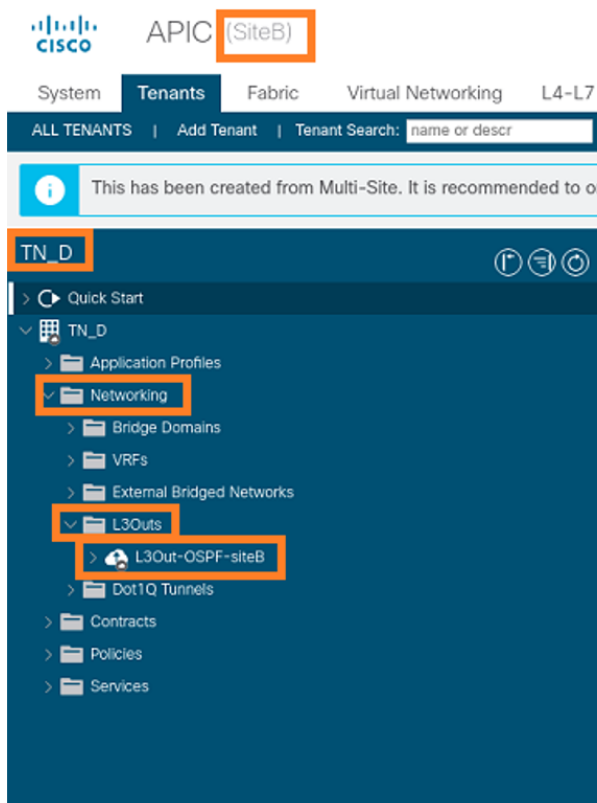 CISCO
APIC (SiteB)
System Tenants Fabric Virtual Networking L4-L7
ALL TENANTS | Add Tenant | Tenant Search: name or descr
This has been created from Multi-Site. It is recommended to o
TN_D
Quick Start
TN_D
Application Profiles
Networking
Bridge Domains
VRFs
External Bridged Networks
L3Outs
L3Out-OSPF-siteB
Dot1Q Tunnels
Contracts
Policies
Services